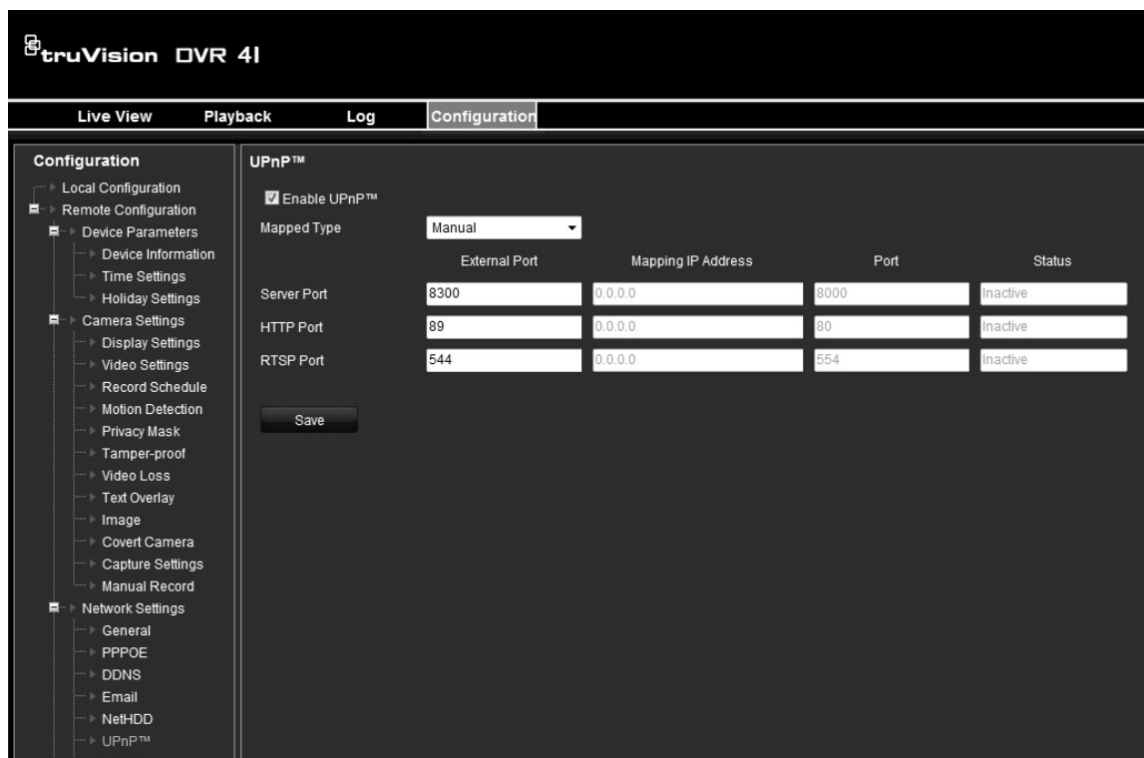 truVision DVR 41
Live View Playback Log Configuration
Configuration
Local Configuration
Remote Configuration
Device Parameters
Device Information
Time Settings
Holiday Settings
Camera Settings
Display Settings
Video Settings
Record Schedule
Motion Detection
Privacy Mask
Tamper-proof
Video Loss
Text Overlay
Image
Covert Camera
Capture Settings
Manual Record
Network Settings
General
PPPOE
DDNS
Email
NetHDD
UPnP™
UPnP™
Enable UPnP™
Mapped Type Manual
External Port Mapping IP Address Port Status
Server Port 8300 0.0.0.0 8000 Inactive
HTTP Port 89 0.0.0.0 80 Inactive
RTSP Port 544 0.0.0.0 554 Inactive
Save